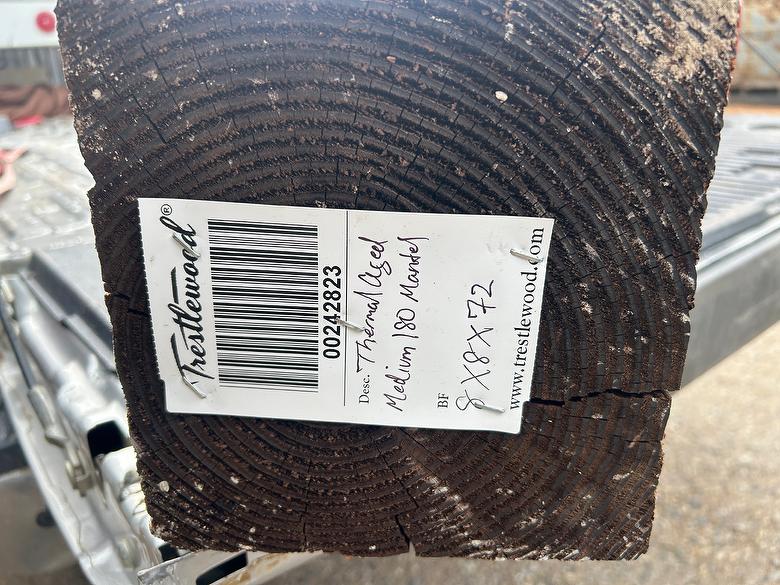 Trestlewood®
00242823
Desc. Thermal Aged
Medium 180 Mantel
BF
8X8X72
www.trestlewood.com